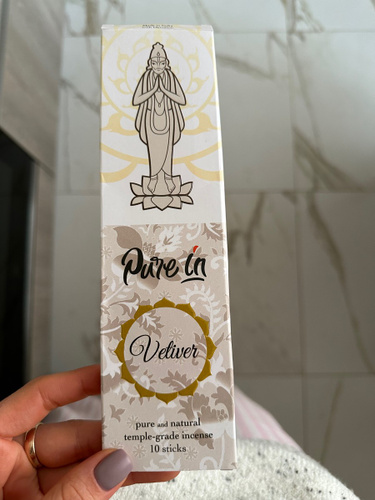 Pure in
Vetiver
pure and natural
temple-grade incense
10 sticks